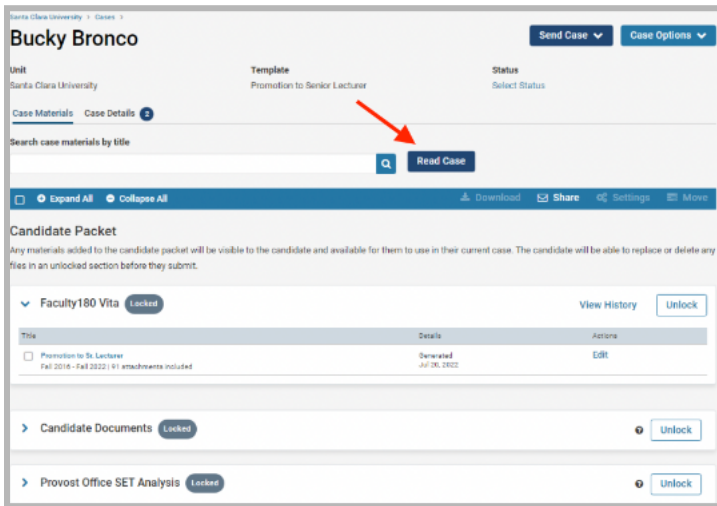 Santa Clara University > Cases >
Bucky Bronco
Send Case
Case Options
Unit
Template
Status
Santa Clara University
Promotion to Senior Lecturer
Select Status
Case Materials Case Details 2
Search case materials by title
Read Case
Expand All Collapse All
Download Share Settings Move
Candidate Packet
Any materials added to the candidate packet will be visible to the candidate and available for them to use in their current case. The candidate will be able to replace or delete any
files in an unlocked section before they submit.
Faculty180 Vita Locked
View History
Unlock
Title
Details
Actions
Promotion to Sr. Lecturer
Generated
Edit
Fall 2016 - Fall 2022 | 91 attachments included
Jul 20, 2022
Candidate Documents Locked
Unlock
Provost Office SET Analysis Locked
Unlock